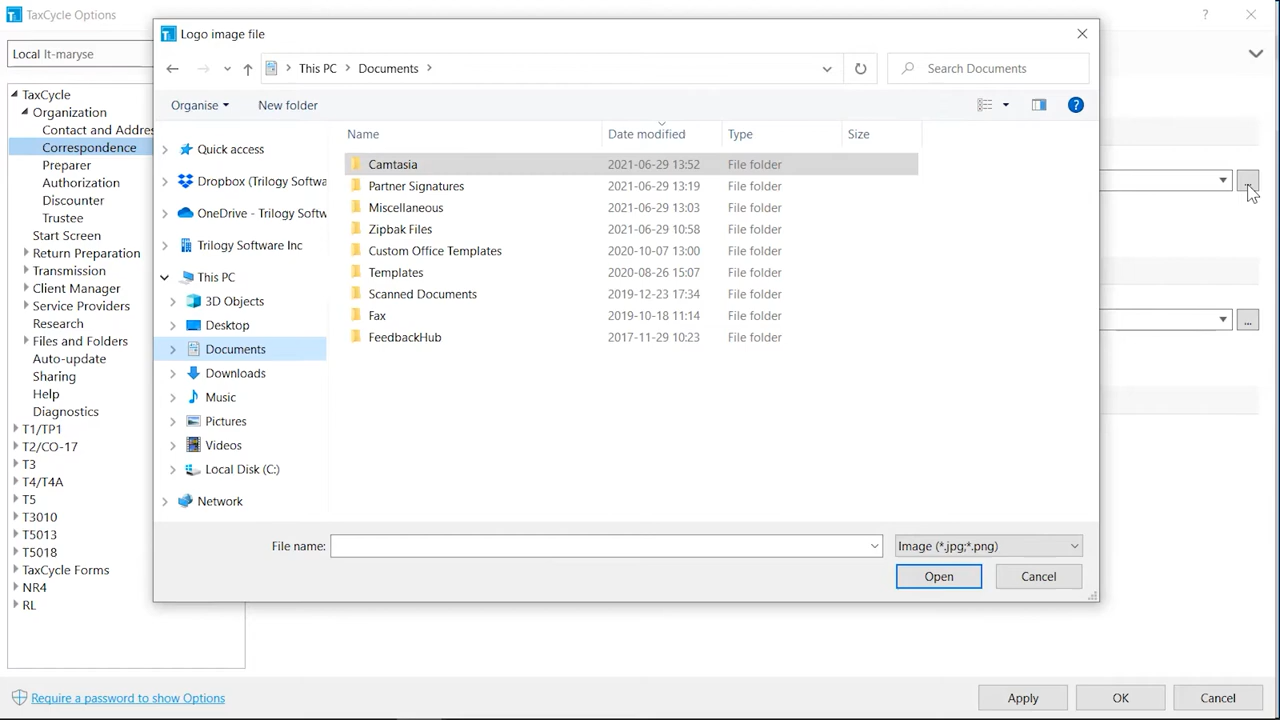 TaxCycle Options
?
Local lt-maryse
TaxCycle
Organization
Contact and Addres
Correspondence
Preparer
Authorization
Discounter
Trustee
Start Screen
Return Preparation
Transmission
Client Manager
Service Providers
Research
Files and Folders
Auto-update
Sharing
Help
Diagnostics
T1/TP1
T2/CO-17
T3
T4/T4A
T5
T3010
T5013
T5018
TaxCycle Forms
NR4
RL
Logo image file
This PC > Documents >
Search Documents
Organise New folder
?
Quick access
Dropbox (Trilogy Softwa
OneDrive - Trilogy Softw
Trilogy Software Inc
This PC
3D Objects
Desktop
Documents
Downloads
Music
Pictures
Videos
Local Disk (C:)
Network
Name Date modified Type Size
Camtasia 2021-06-29 13:52 File folder
Partner Signatures 2021-06-29 13:19 File folder
Miscellaneous 2021-06-29 13:03 File folder
Zipbak Files 2021-06-29 10:58 File folder
Custom Office Templates 2020-10-07 13:00 File folder
Templates 2020-08-26 15:07 File folder
Scanned Documents 2019-12-23 17:34 File folder
Fax 2019-10-18 11:14 File folder
FeedbackHub 2017-11-29 10:23 File folder
File name: Image (*.jpg;*.png)
Open Cancel
...
...
Require a password to show Options
Apply OK Cancel